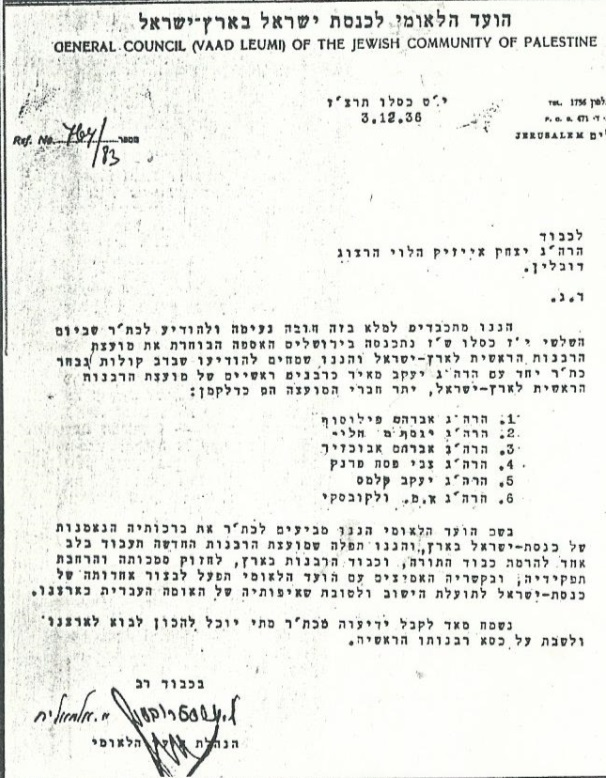 הועד הלאומי לכנסת ישראל בארץ־ישראל
GENERAL COUNCIL (VAAD LEUMI) OF THE JEWISH COMMUNITY OF PALESTINE
י"ט כסלו תרצ"ז
3.12.36
TEL. 1756
P. O. B. 471
JERUSALEM
Ref. No. 767/83 מספר
לכבוד
הרה"ג יצחק אייזיק הלוי הרצוג
דובלין.
ד.נ.
הננו מתכבדים למלא בזה חובה נעימה ולהודיע לכת"ר שביום
השלשי י"ז כסלו ש"ז נתכנסה בירושלים האספה הבוחרת את מועצת
הרבנות הראשית לארץ-ישראל והננו שמחים להודיעו שברב קולות נבחר
כת"ר יחד עם הרה"ג יעקב מאיר כרבנים ראשיים של מועצת הרבנות
הראשית לארץ-ישראל, יתר חברי המועצה הם כדלקמן:
1. הרה"ג אברהם פילוסוף
2. הרה"ג יוסף הלוי
3. הרה"ג אברהם אבוכזיר
4. הרה"ג צבי פסח פרנק
5. הרה"ג יעקב קלמס
6. הרה"ג א.מ. ולקובסקי
בשם הועד הלאומי הננו מביעים לכת"ר את ברכותיה הנאמנות
של כנסת-ישראל בארץ, והננו תפלה שמועצת הרבנות החדשה תעבוד בלב
אחד להרמת כבוד התורה, וכבוד הרבנות בארץ, לחזוק סמכותה והרחבת
תפקידיה; ובקשריה האמיצים עם הועד הלאומי תפעל לבצור אחדותה של
כנסת-ישראל לתועלת הישוב ולטובת שאיפותיה של האומה העברית בארצנו.
נשמח מאד לקבל ידיעות מכת"ר מתי יוכל להכון לבוא לארצנו
ולשבת על כסא רבנותו הראשיה.
בכבוד רב
הנהלת הועד הלאומי